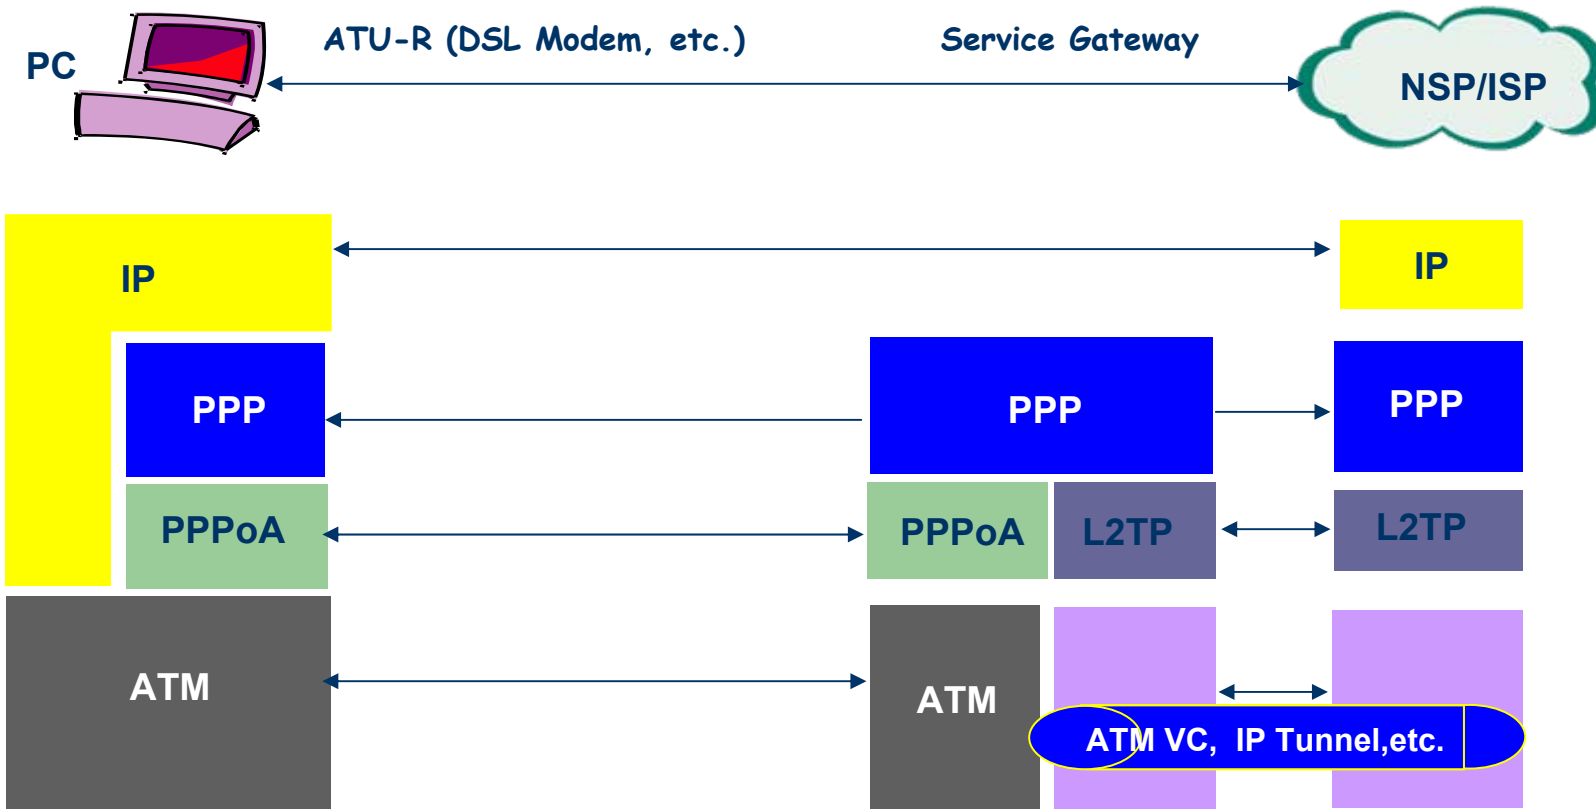 PC
ATU-R (DSL Modem, etc.)
Service Gateway
NSP/ISP
IP
IP
PPP
PPP
PPP
PPPoA
PPPoA
L2TP
L2TP
ATM
ATM
ATM VC, IP Tunnel,etc.